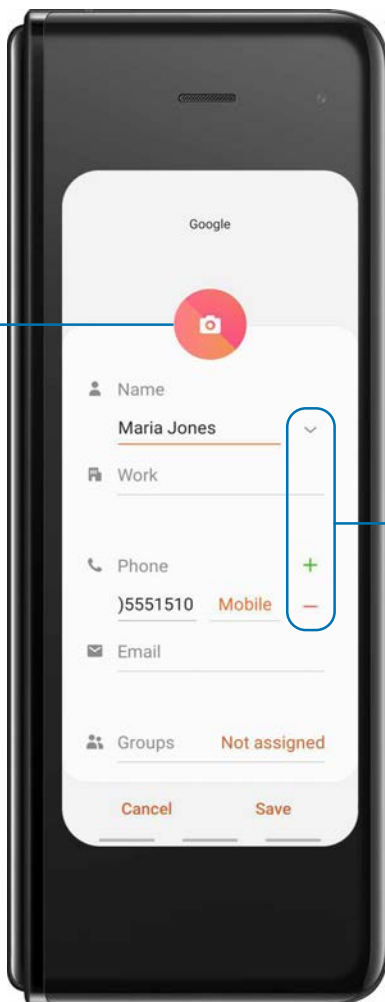 Google
Name
Maria Jones
Work
Phone
)5551510 Mobile
Email
Groups Not assigned
Cancel Save